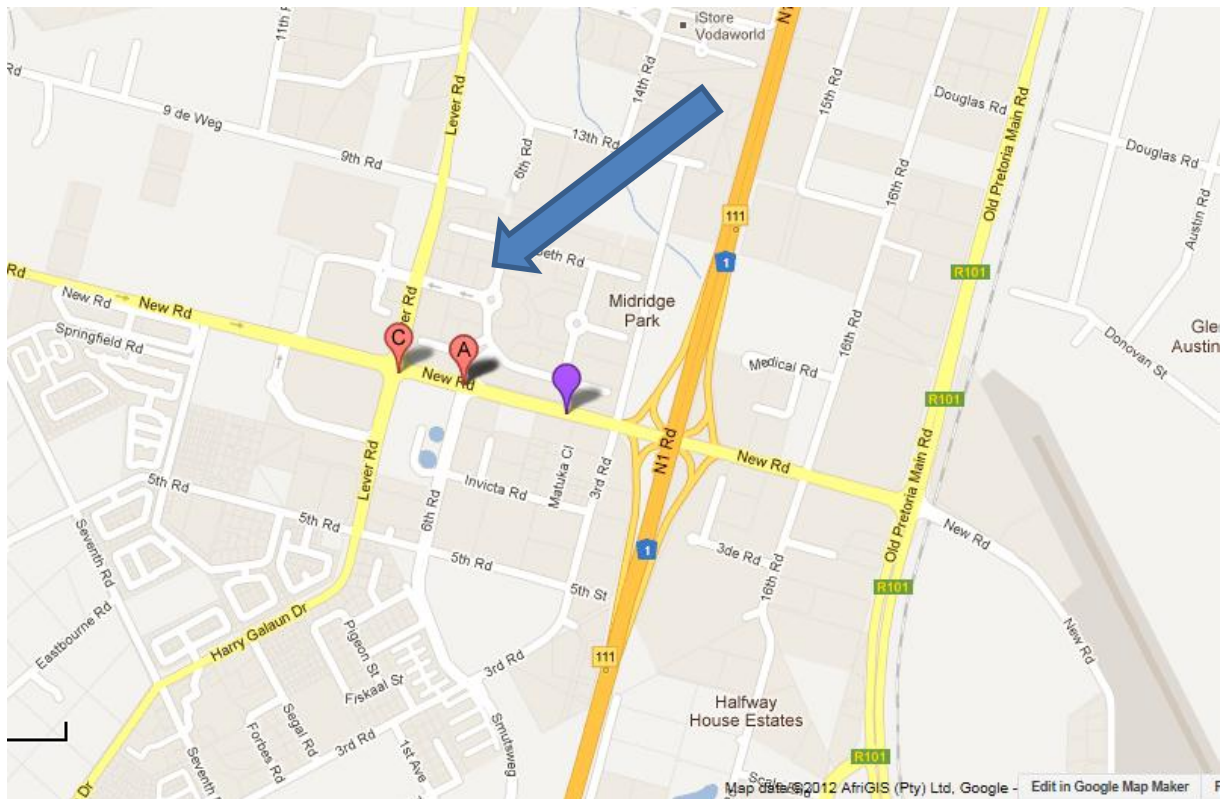 iStore
Vodaworld
11th
Rd
Lever Rd
14th Rd
15th Rd
Douglas Rd
Old Pretoria Main Rd
9 de Weg
13th Rd
6th Rd
9th Rd
16th Rd
Douglas Rd
Austin Rd
111
1
R101
Rd
New Rd
New Rd
Midridge
Park
Springfield Rd
C
A
New Rd
Medical Rd
16th Rd
Donovan St
Austin
R101
N1 Rd
New Rd
Lever Rd
Matuka Cl
3rd Rd
Invicta Rd
5th Rd
5th Rd
6th Rd
Old Pretoria Main Rd
New Rd
Seventh Rd
5th Rd
5th St
1
3de Rd
16th Rd
R101
Eastbourne Rd
Harry Galaun Dr
Pigeon St
3rd Rd
111
New Rd
Fiskaal St
Halfway
House Estates
Segal Rd
Forbes Rd
3rd Rd
1st Ave
Smutsweg
Seventh
Dr
R101
Map data ©2012 AfriGIS (Pty) Ltd, Google -
Edit in Google Map Maker